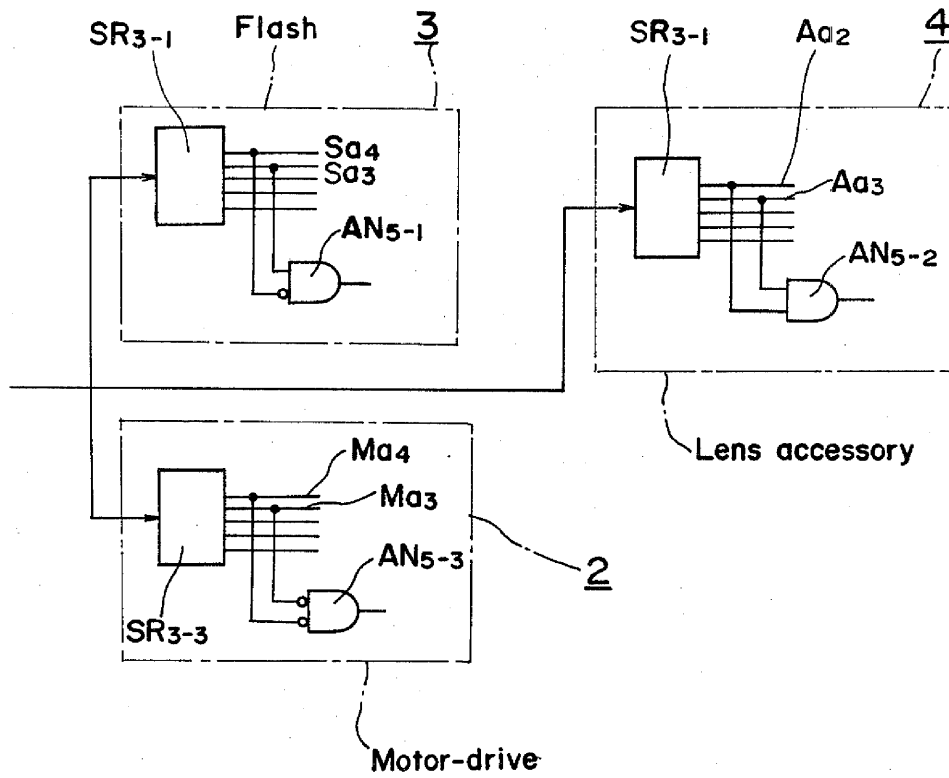 SR3-1 Flash 3
Sa4
Sa3
AN5-1
SR3-1 Aa2 4
Aa3
AN5-2
Lens accessory
Ma4
Ma3
AN5-3
SR3-3
2
Motor-drive